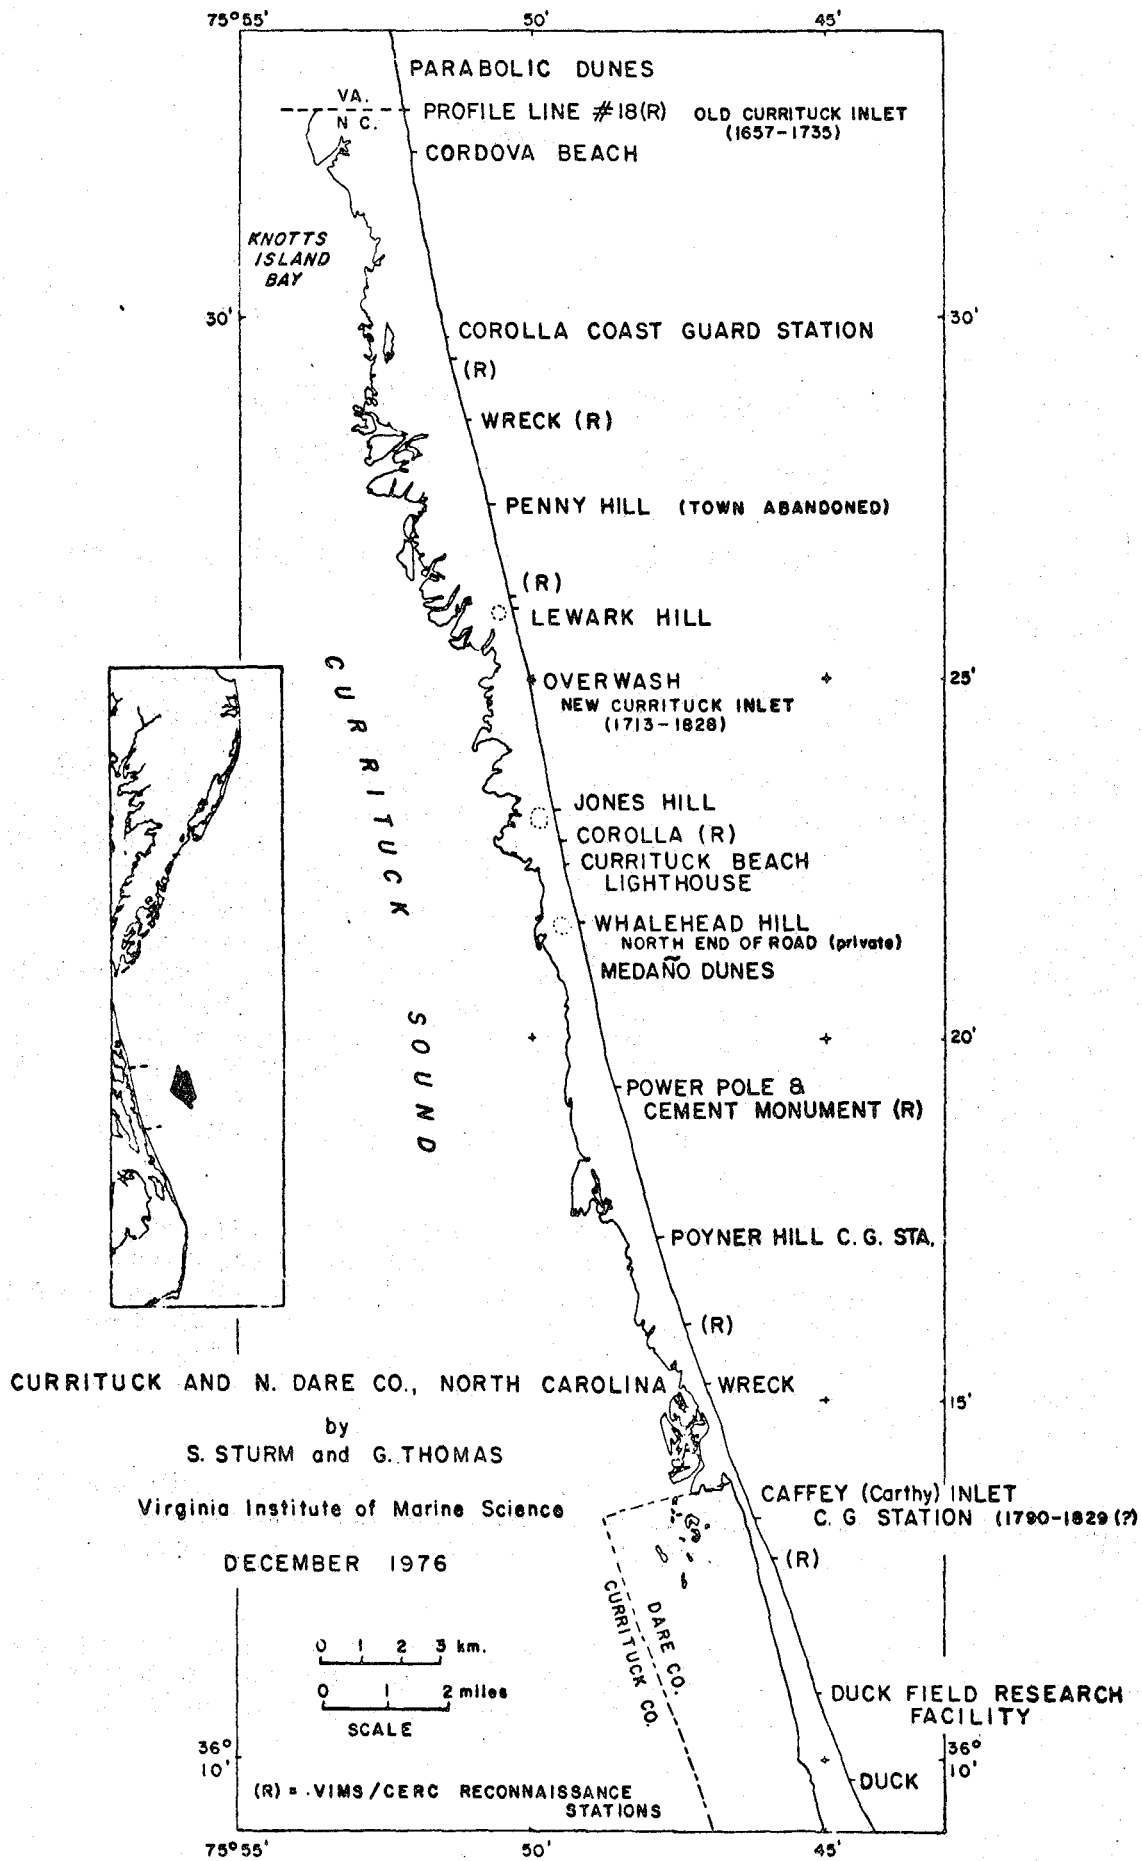 75°55'
50'
45'
PARABOLIC DUNES
VA.
N C.
PROFILE LINE #18(R)
OLD CURRITUCK INLET
(1657-1735)
CORDOVA BEACH
KNOTTS
ISLAND
BAY
30'
30'
COROLLA COAST GUARD STATION
(R)
WRECK (R)
PENNY HILL (TOWN ABANDONED)
(R)
LEWARK HILL
25'
OVERWASH
NEW CURRITUCK INLET
(1713-1828)
CURRITUCK SOUND
JONES HILL
COROLLA (R)
CURRITUCK BEACH
LIGHTHOUSE
WHALEHEAD HILL
NORTH END OF ROAD (private)
MEDAÑO DUNES
20'
POWER POLE &
CEMENT MONUMENT (R)
POYNER HILL C.G. STA.
(R)
CURRITUCK AND N. DARE CO., NORTH CAROLINA
WRECK
15'
by
S. STURM and G. THOMAS
Virginia Institute of Marine Science
DECEMBER 1976
CAFFEY (Carthy) INLET
C. G STATION (1790-1829(?)
(R)
DARE CO.
CURRITUCK CO.
0 1 2 3 km.
0 1 2 miles
SCALE
DUCK FIELD RESEARCH
FACILITY
36°
10'
36°
10'
DUCK
(R) = .VIMS/CERC RECONNAISSANCE
STATIONS
75°55'
50'
45'